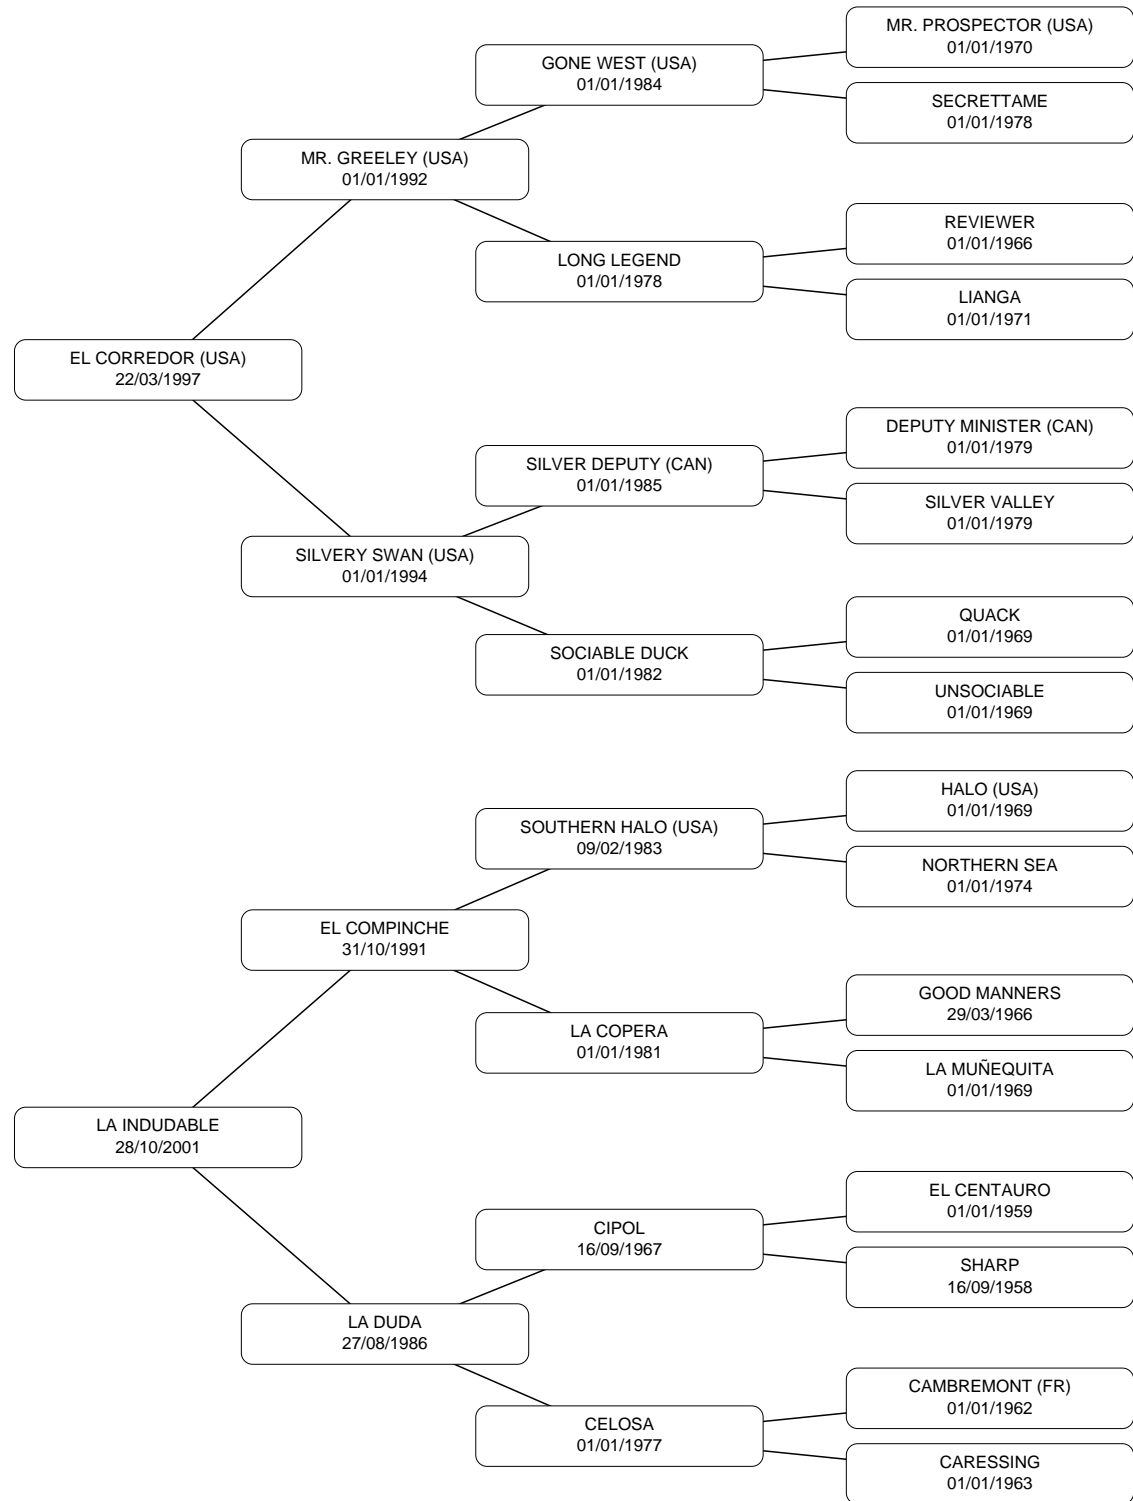 MR. PROSPECTOR (USA)
01/01/1970
GONE WEST (USA)
01/01/1984
SECRETTAME
01/01/1978
MR. GREELEY (USA)
01/01/1992
REVIEWER
01/01/1966
LONG LEGEND
01/01/1978
LIANGA
01/01/1971
EL CORREDOR (USA)
22/03/1997
DEPUTY MINISTER (CAN)
01/01/1979
SILVER DEPUTY (CAN)
01/01/1985
SILVER VALLEY
01/01/1979
SILVERY SWAN (USA)
01/01/1994
QUACK
01/01/1969
SOCIABLE DUCK
01/01/1982
UNSOCIABLE
01/01/1969
HALO (USA)
01/01/1969
SOUTHERN HALO (USA)
09/02/1983
NORTHERN SEA
01/01/1974
EL COMPINCHE
31/10/1991
GOOD MANNERS
29/03/1966
LA COPERA
01/01/1981
LA MUÑEQUITA
01/01/1969
LA INDUDABLE
28/10/2001
EL CENTAURO
01/01/1959
CIPOL
16/09/1967
SHARP
16/09/1958
LA DUDA
27/08/1986
CAMBREMONT (FR)
01/01/1962
CELOSA
01/01/1977
CARESSING
01/01/1963